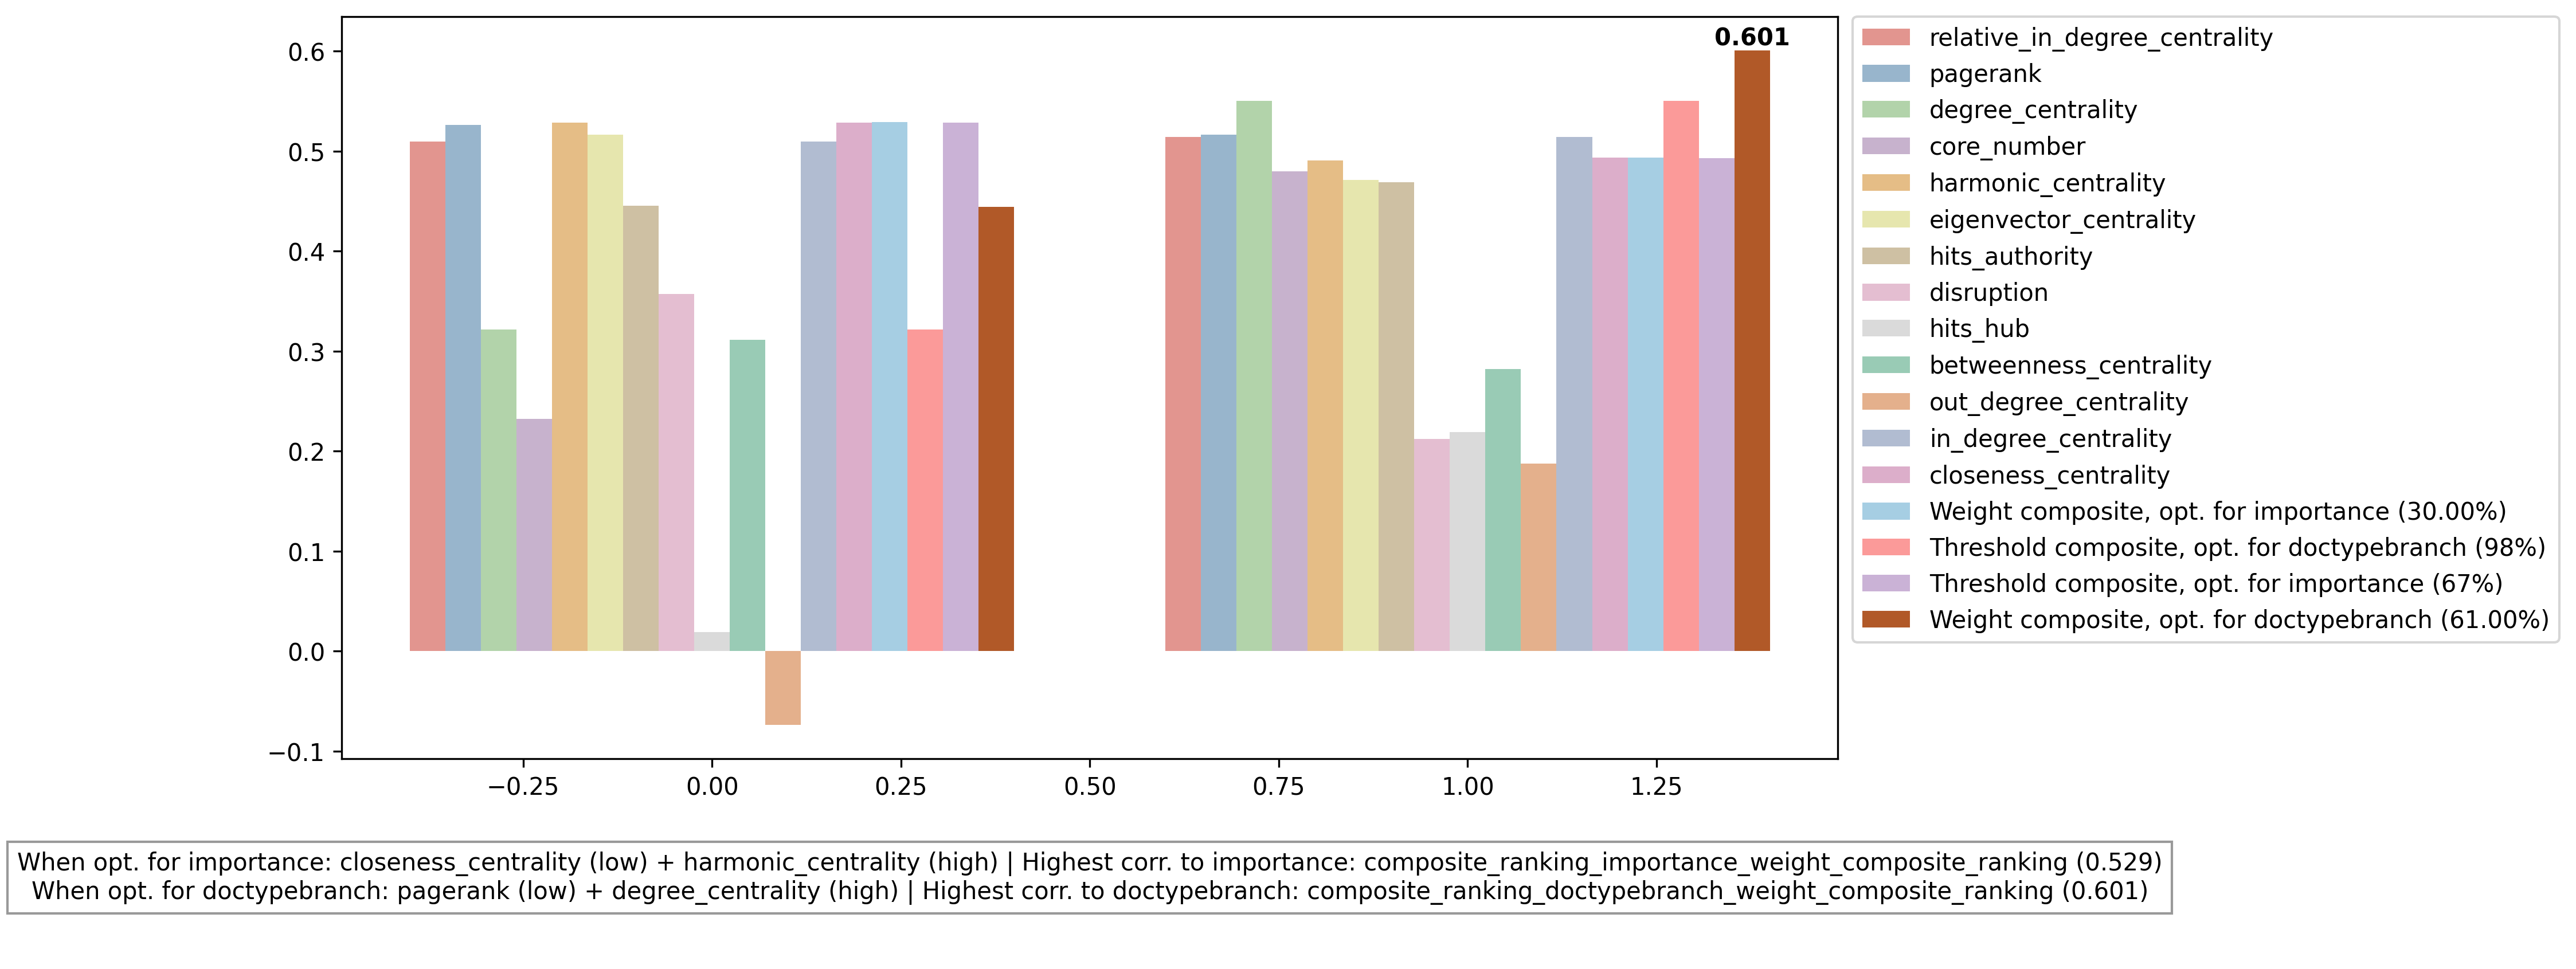 0.601
0.6
0.5
0.4
0.3
0.2
0.1
0.0
−0.1
−0.25 0.00 0.25 0.50 0.75 1.00 1.25
relative_in_degree_centrality
pagerank
degree_centrality
core_number
harmonic_centrality
eigenvector_centrality
hits_authority
disruption
hits_hub
betweenness_centrality
out_degree_centrality
in_degree_centrality
closeness_centrality
Weight composite, opt. for importance (30.00%)
Threshold composite, opt. for doctypebranch (98%)
Threshold composite, opt. for importance (67%)
Weight composite, opt. for doctypebranch (61.00%)
When opt. for importance: closeness_centrality (low) + harmonic_centrality (high) | Highest corr. to importance: composite_ranking_importance_weight_composite_ranking (0.529)
When opt. for doctypebranch: pagerank (low) + degree_centrality (high) | Highest corr. to doctypebranch: composite_ranking_doctypebranch_weight_composite_ranking (0.601)